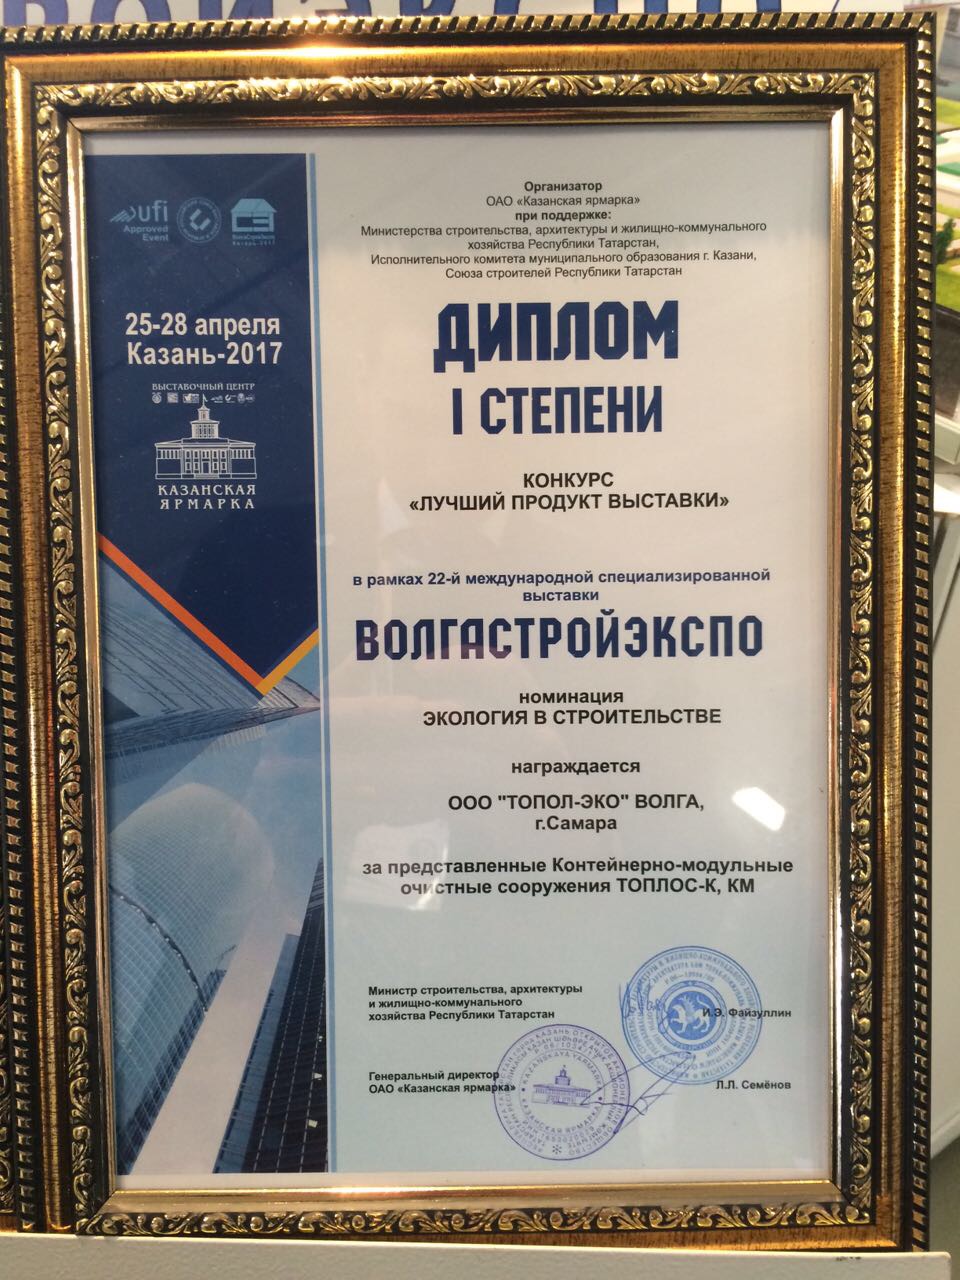 Организатор
ОАО «Казанская ярмарка»
при поддержке:
Министерства строительства, архитектуры и жилищно-коммунального
хозяйства Республики Татарстан,
Исполнительного комитета муниципального образования г. Казани,
Союза строителей Республики Татарстан
ufi
Approved
Event
25-28 апреля
Казань-2017
ВЫСТАВОЧНЫЙ ЦЕНТР
КАЗАНСКАЯ
ЯРМАРКА
ДИПЛОМ
I СТЕПЕНИ
КОНКУРС
«ЛУЧШИЙ ПРОДУКТ ВЫСТАВКИ»
в рамках 22-й международной специализированной
выставки
ВОЛГАСТРОЙЭКСПО
номинация
ЭКОЛОГИЯ В СТРОИТЕЛЬСТВЕ
награждается
ООО "ТОПОЛ-ЭКО" ВОЛГА,
г.Самара
за представленные Контейнерно-модульные
очистные сооружения ТОПЛОС-К, КМ
Министр строительства, архитектуры
и жилищно-коммунального
хозяйства Республики Татарстан
И.Э. Файзуллин
Генеральный директор
ОАО «Казанская ярмарка»
Л.Л. Семёнов
KAZANSKAYA YARMARKA
КАЗАНСКАЯ ЯРМАРКА